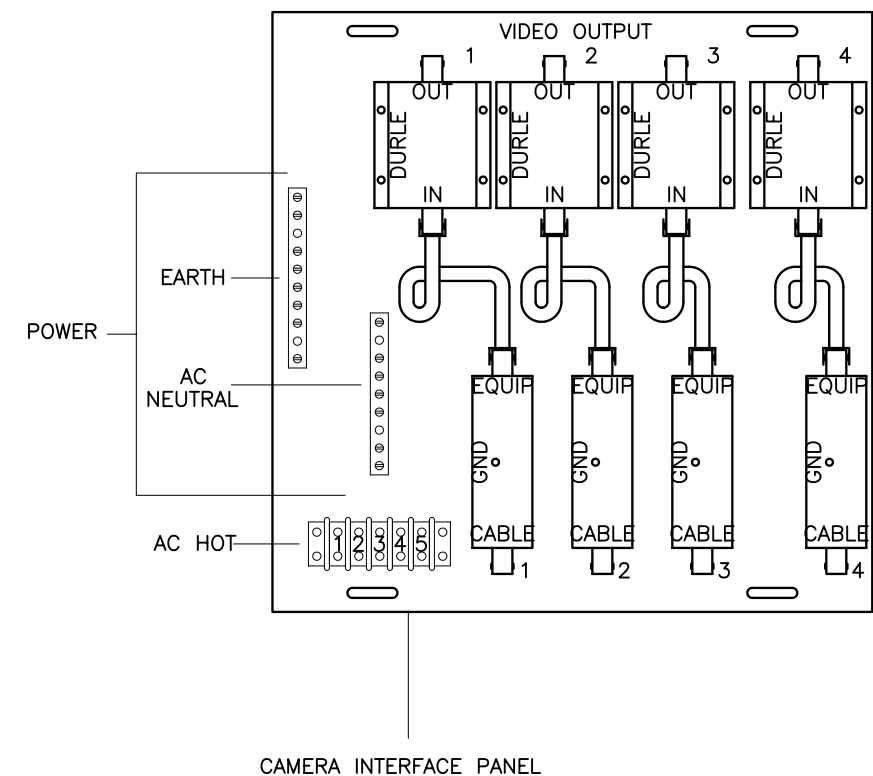 VIDEO OUTPUT
1 2 3 4
OUT OUT OUT OUT
DURLE DURLE DURLE DURLE
IN IN IN IN
EARTH
POWER
AC
NEUTRAL
EQUIP EQUIP EQUIP EQUIP
GND GND GND GND
CABLE CABLE CABLE CABLE
AC HOT
1 2 3 4 5
1 2 3 4
CAMERA INTERFACE PANEL